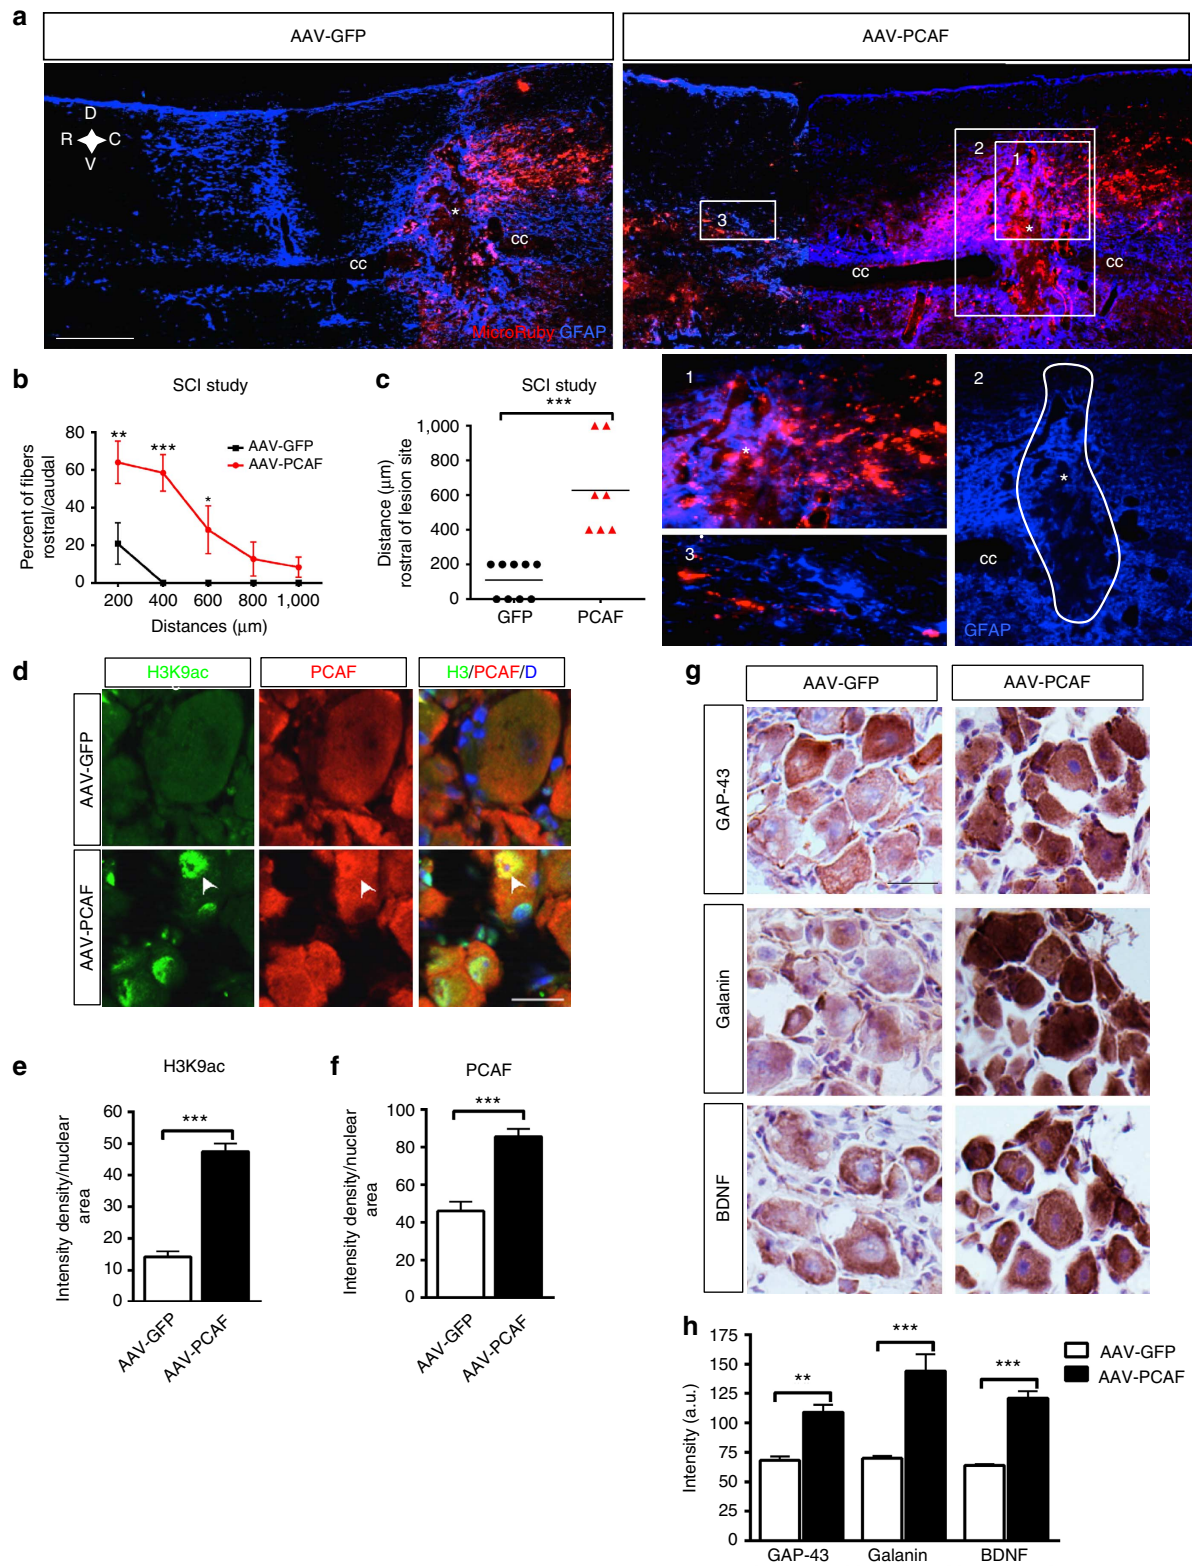 a
AAV-GFP
AAV-PCAF
D
R C
V
*
cc
cc
MicroRuby GFAP
2
1
3
*
cc
cc
b
SCI study
Percent of fibers
rostral/caudal
80
60
40
20
0
**
***
*
AAV-GFP
AAV-PCAF
200 400 600 800 1,000
Distances (μm)
c
SCI study
***
Distance (μm)
rostral of lesion site
1,000
800
600
400
200
0
GFP PCAF
1
*
3
2
*
cc
GFAP
d
H3K9ac
PCAF
H3/PCAF/D
AAV-GFP
AAV-PCAF
e
H3K9ac
Intensity density/nuclear
area
60
50
40
30
20
10
0
***
AAV-GFP
AAV-PCAF
f
PCAF
Intensity density/nuclear
area
100
80
60
40
20
0
***
AAV-GFP
AAV-PCAF
g
AAV-GFP
AAV-PCAF
GAP-43
Galanin
BDNF
h
Intensity (a.u.)
175
150
125
100
75
50
25
0
**
***
***
AAV-GFP
AAV-PCAF
GAP-43 Galanin BDNF